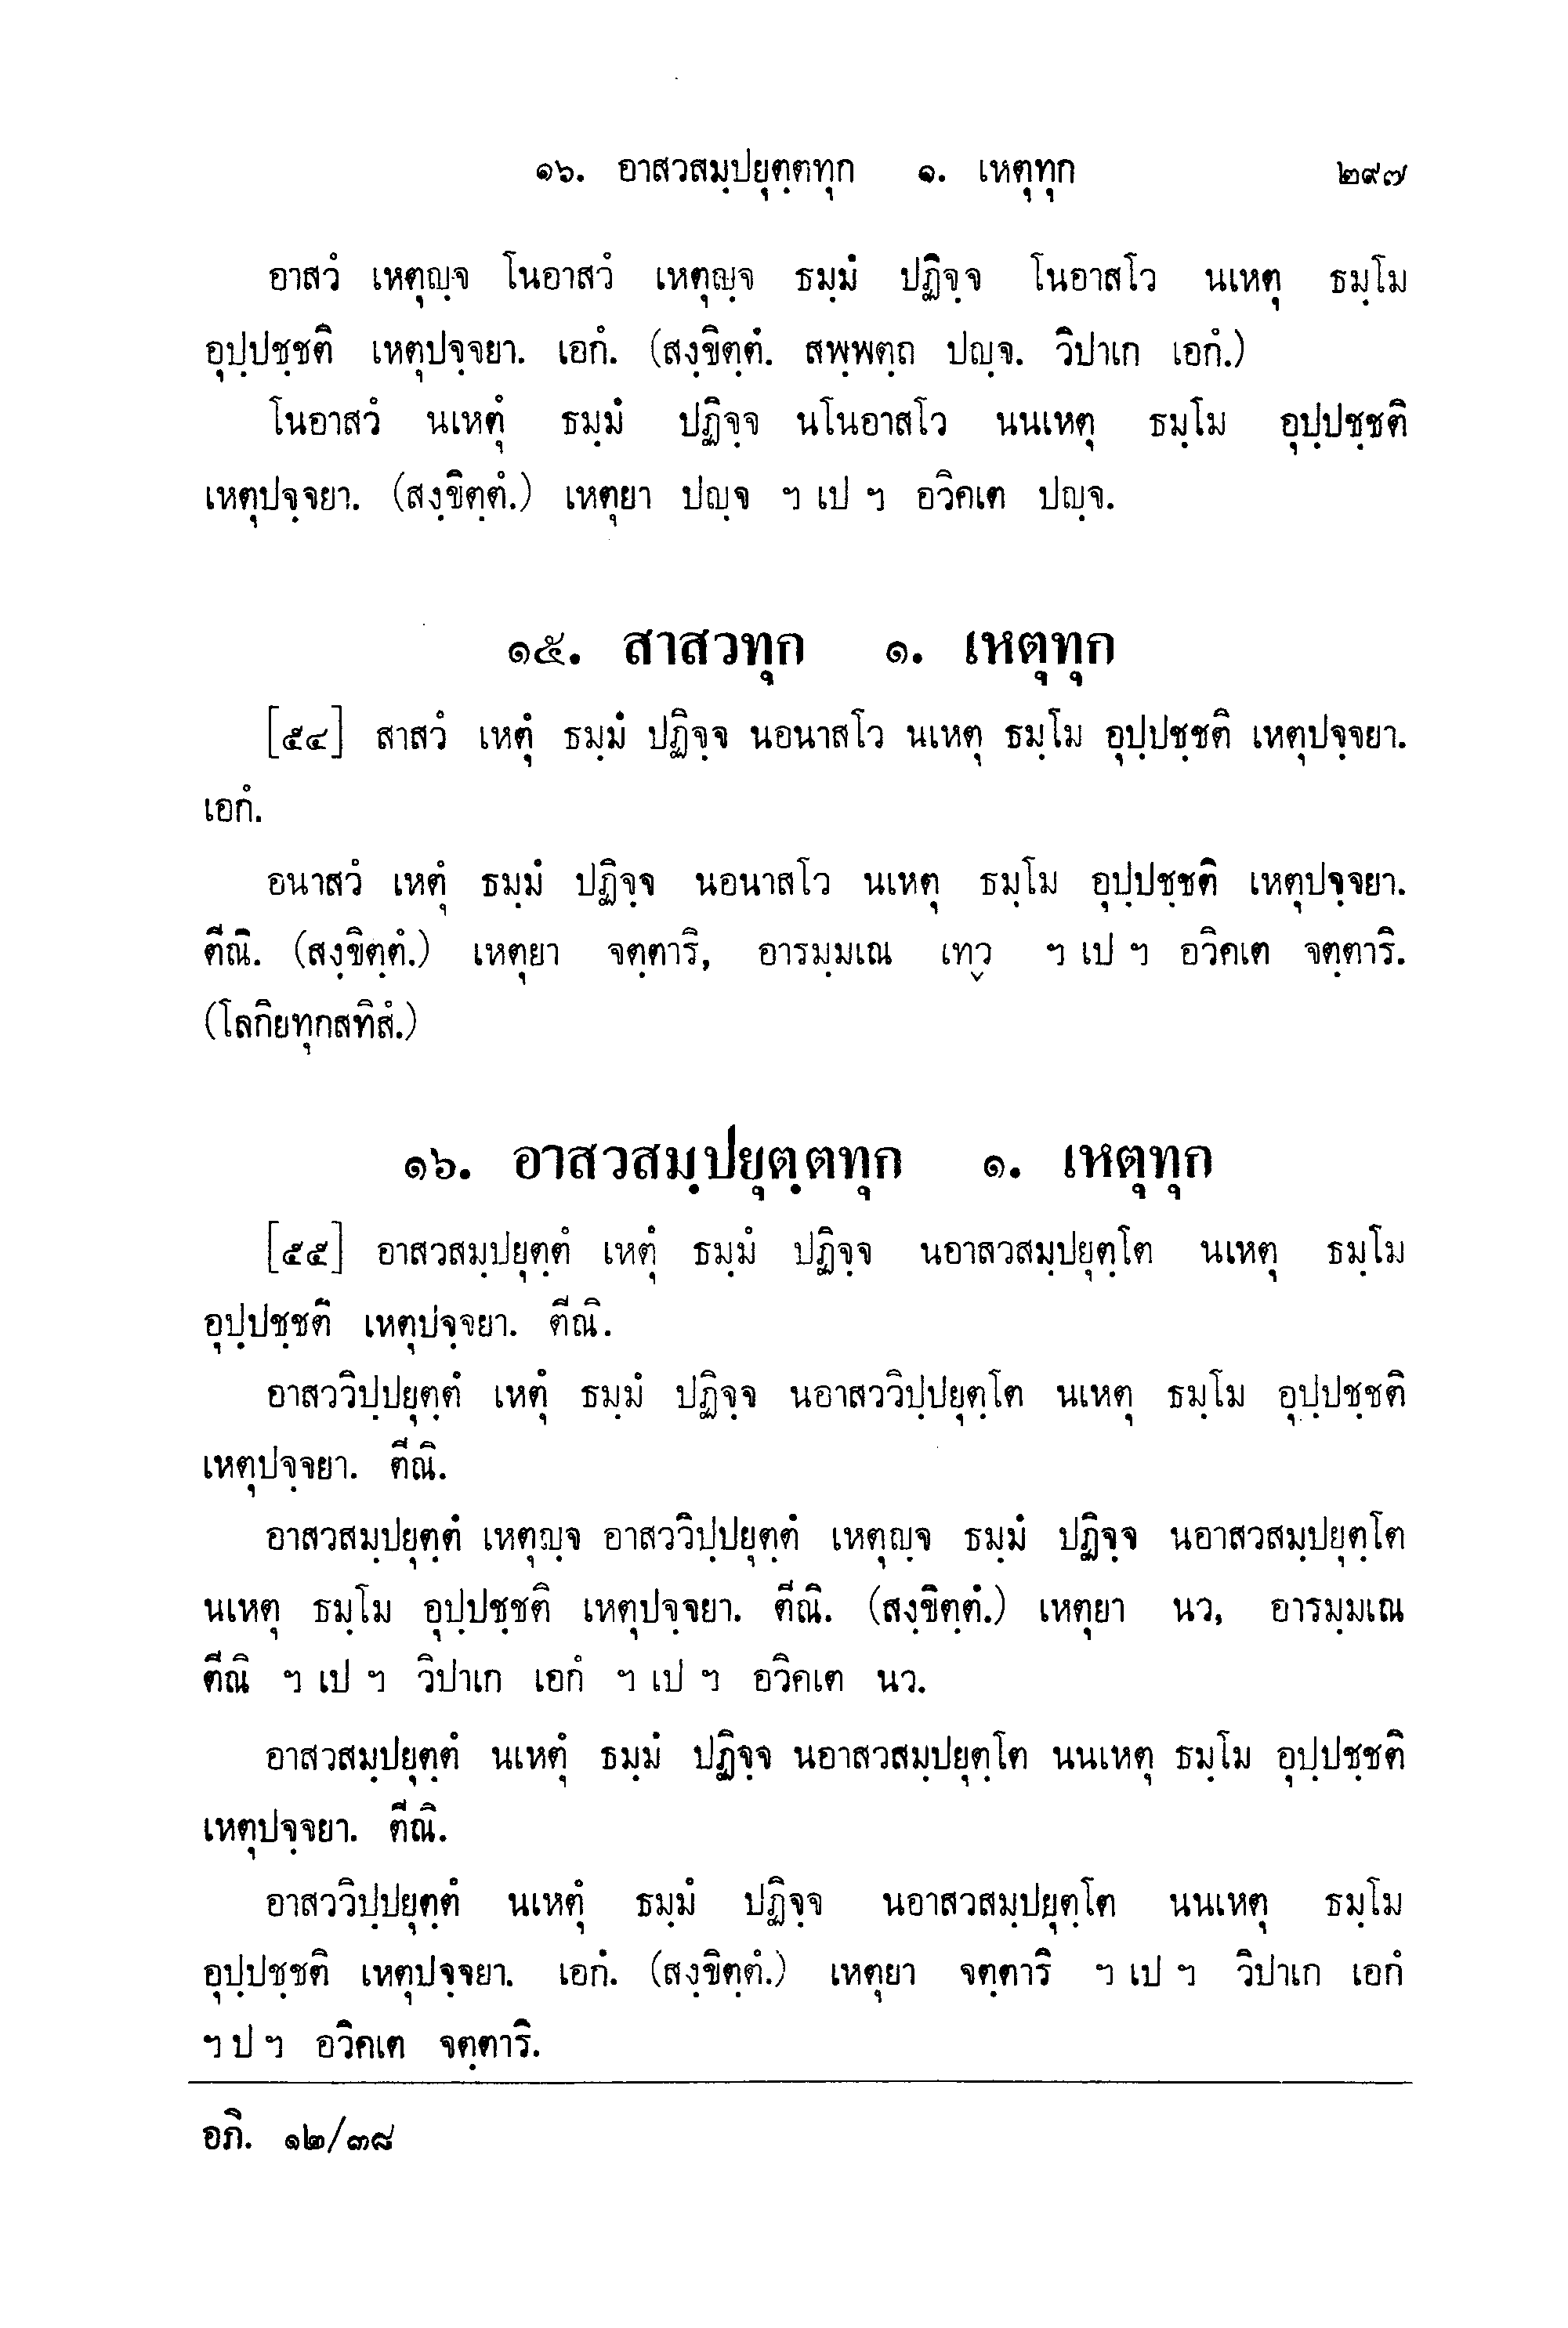 ๑๖. อาสวสมฺปยุตฺตทุก ๑. เหตุทุก ๒๙๗
อาสวํ เหตุญฺจ โนอาสวํ เหตุญฺจ ธมฺมํ ปฏิจฺจ โนอาสโว นเหตุ ธมฺโม
อุปฺปชฺชติ เหตุปจฺจยา. เอกํ. (สงฺขิตฺตํ. สพฺพตฺถ ปญฺจ. วิปาเก เอกํ.)
โนอาสวํ นเหตุํ ธมฺมํ ปฏิจฺจ นโนอาสโว นนเหตุ ธมฺโม อุปฺปชฺชติ
เหตุปจฺจยา. (สงฺขิตฺตํ.) เหตุยา ปญฺจ ฯ เป ฯ อวิคเต ปญฺจ.
๑๕. สาสวทุก ๑. เหตุทุก
[๕๔] สาสวํ เหตุํ ธมฺมํ ปฏิจฺจ นอนาสโว นเหตุ ธมฺโม อุปฺปชฺชติ เหตุปจฺจยา.
เอกํ.
อนาสวํ เหตุํ ธมฺมํ ปฏิจฺจ นอนาสโว นเหตุ ธมฺโม อุปฺปชฺชติ เหตุปจฺจยา.
ตีณิ. (สงฺขิตฺตํ.) เหตุยา จตฺตาริ, อารมฺมเณ เทฺว ฯ เป ฯ อวิคเต จตฺตาริ.
(โลกิยทุกสทิสํ.)
๑๖. อาสวสมฺปยุตฺตทุก ๑. เหตุทุก
[๕๕] อาสวสมฺปยุตฺตํ เหตุํ ธมฺมํ ปฏิจฺจ นอาสวสมฺปยุตฺโต นเหตุ ธมฺโม
อุปฺปชฺชติ เหตุปจฺจยา. ตีณิ.
อาสววิปฺปยุตฺตํ เหตุํ ธมฺมํ ปฏิจฺจ นอาสววิปฺปยุตฺโต นเหตุ ธมฺโม อุปฺปชฺชติ
เหตุปจฺจยา. ตีณิ.
อาสวสมฺปยุตฺตํ เหตุญฺจ อาสววิปฺปยุตฺตํ เหตุญฺจ ธมฺมํ ปฏิจฺจ นอาสวสมฺปยุตฺโต
นเหตุ ธมฺโม อุปฺปชฺชติ เหตุปจฺจยา. ตีณิ. (สงฺขิตฺตํ.) เหตุยา นว, อารมฺมเณ
ตีณิ ฯ เป ฯ วิปาเก เอกํ ฯ เป ฯ อวิคเต นว.
อาสวสมฺปยุตฺตํ นเหตุํ ธมฺมํ ปฏิจฺจ นอาสวสมฺปยุตฺโต นนเหตุ ธมฺโม อุปฺปชฺชติ
เหตุปจฺจยา. ตีณิ.
อาสววิปฺปยุตฺตํ นเหตุํ ธมฺมํ ปฏิจฺจ นอาสวสมฺปยุตฺโต นนเหตุ ธมฺโม
อุปฺปชฺชติ เหตุปจฺจยา. เอกํ. (สงฺขิตฺตํ.) เหตุยา จตฺตาริ ฯ เป ฯ วิปาเก เอกํ
ฯ ป ฯ อวิคเต จตฺตาริ.
อภิ. ๑๒/๓๘